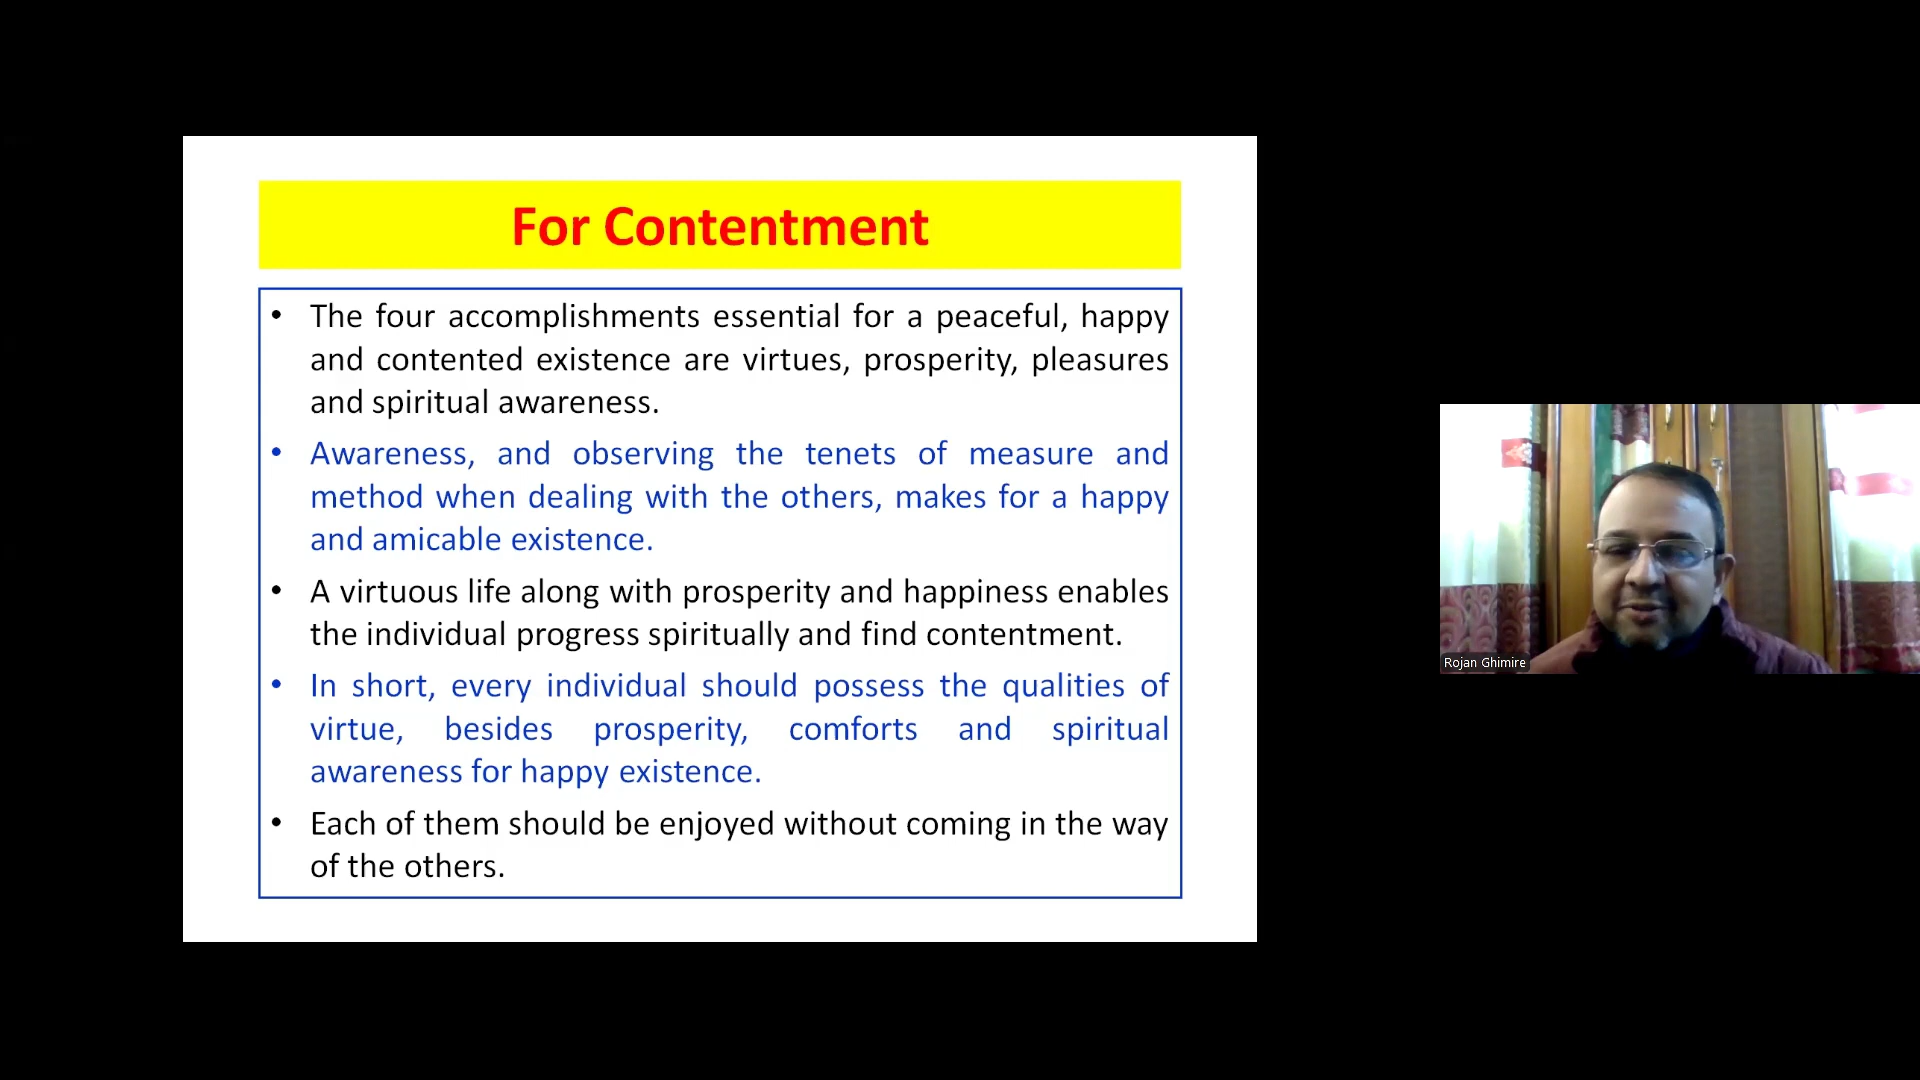 For Contentment
• The four accomplishments essential for a peaceful, happy
and contented existence are virtues, prosperity, pleasures
and spiritual awareness.
• Awareness, and observing the tenets of measure and
method when dealing with the others, makes for a happy
and amicable existence.
• A virtuous life along with prosperity and happiness enables
the individual progress spiritually and find contentment.
• In short, every individual should possess the qualities of
virtue, besides prosperity, comforts and spiritual
awareness for happy existence.
• Each of them should be enjoyed without coming in the way
of the others.
Rojan Ghimire